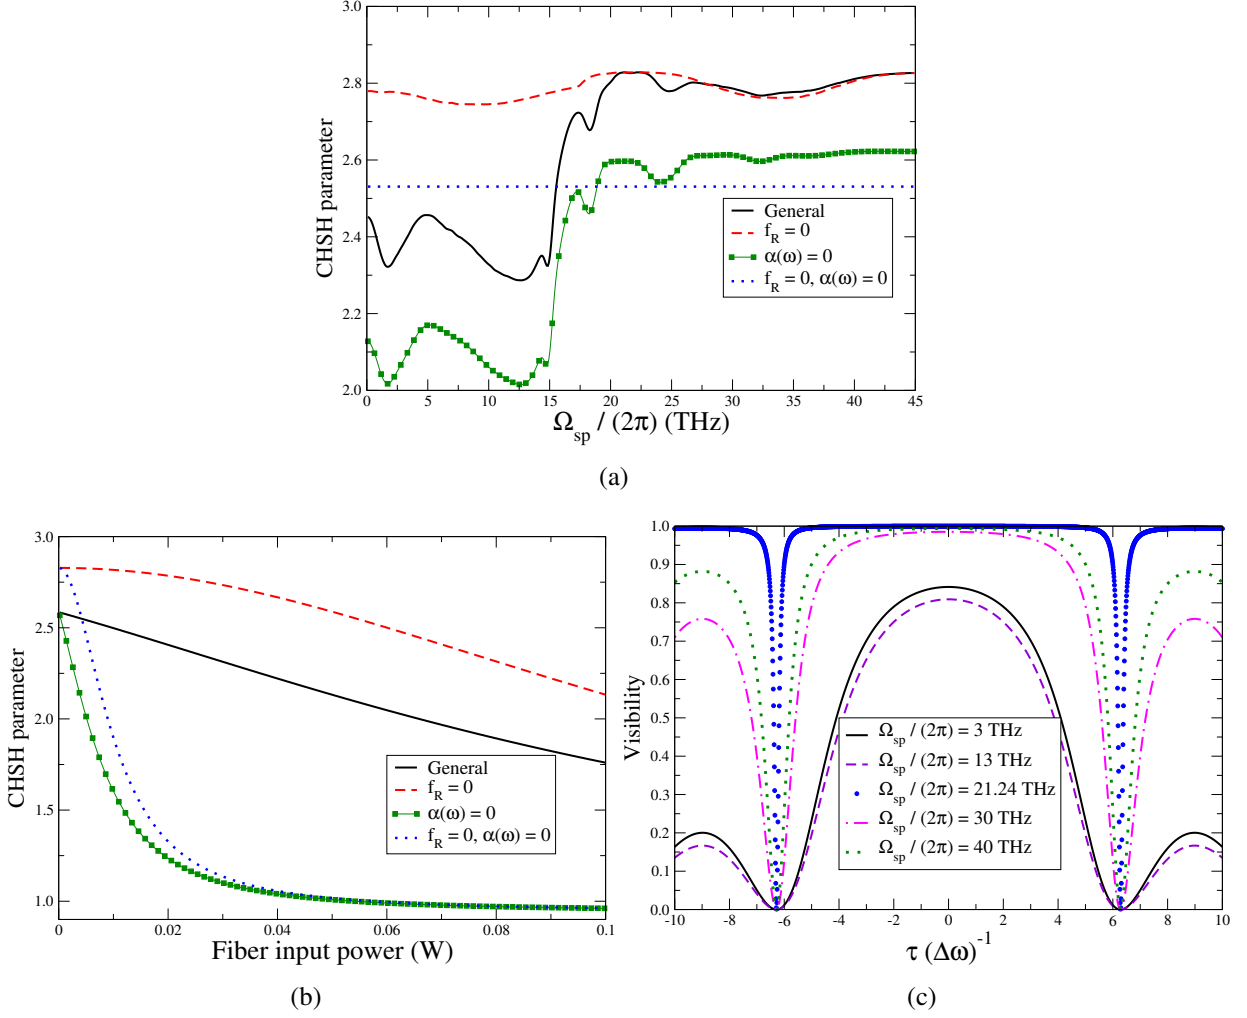 3.0
2.8
2.6
2.4
2.2
2.0
CHSH parameter
General
f_R = 0
α(ω) = 0
f_R = 0, α(ω) = 0
0 5 10 15 20 25 30 35 40 45
Ω_sp / (2π) (THz)
(a)
3.0
2.5
2.0
1.5
1.0
CHSH parameter
General
f_R = 0
α(ω) = 0
f_R = 0, α(ω) = 0
0 0.02 0.04 0.06 0.08 0.1
Fiber input power (W)
(b)
1.0
0.9
0.8
0.7
0.6
0.5
0.4
0.3
0.2
0.1
0.0
Visibility
Ω_sp / (2π) = 3 THz
Ω_sp / (2π) = 13 THz
Ω_sp / (2π) = 21.24 THz
Ω_sp / (2π) = 30 THz
Ω_sp / (2π) = 40 THz
-10 -8 -6 -4 -2 0 2 4 6 8 10
τ (Δω)^-1
(c)